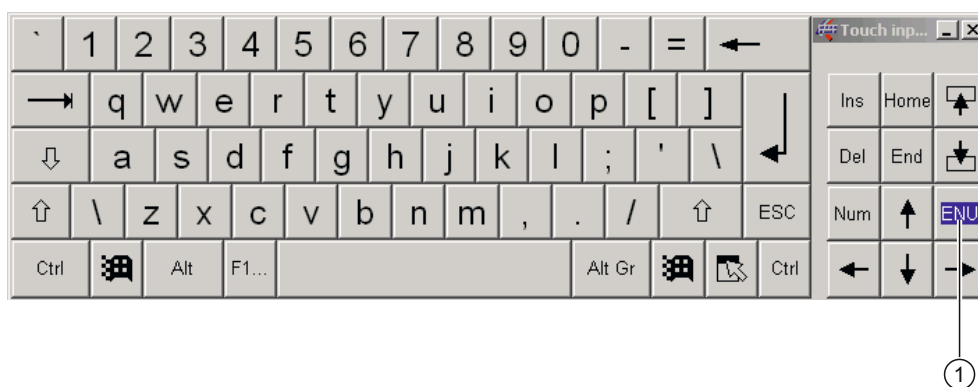 ` 1 2 3 4 5 6 7 8 9 0 - = Touch inp...
q w e r t y u i o p [ ] Ins Home
a s d f g h j k l ; ' \ Del End
\ z x c v b n m , . / ESC Num ENU
Ctrl Alt F1... Alt Gr Ctrl
1